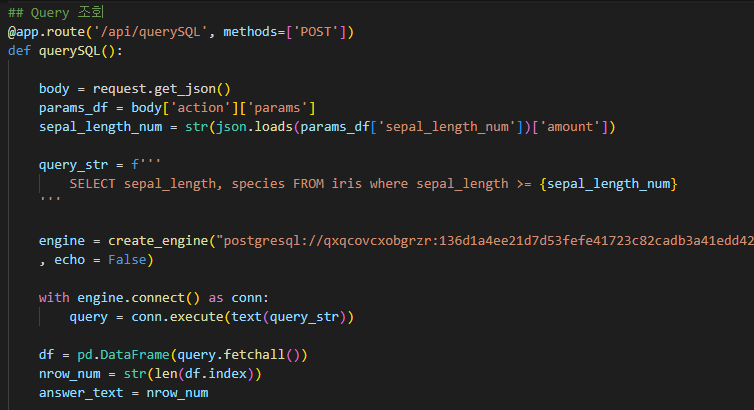 ## Query 조회
@app.route('/api/querySQL', methods=['POST'])
def querySQL():
body = request.get_json()
params_df = body['action']['params']
sepal_length_num = str(json.loads(params_df['sepal_length_num'])['amount'])
query_str = f'''
SELECT sepal_length, species FROM iris where sepal_length >= {sepal_length_num}
'''
engine = create_engine("postgresql://qxqcovcxobgrzr:136d1a4ee21d7d53fefe41723c82cadb3a41edd42
, echo = False)
with engine.connect() as conn:
query = conn.execute(text(query_str))
df = pd.DataFrame(query.fetchall())
nrow_num = str(len(df.index))
answer_text = nrow_num